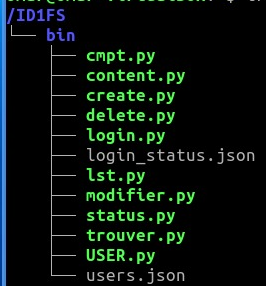 /ID1FS
└── bin
├── cmpt.py
├── content.py
├── create.py
├── delete.py
├── login.py
├── login_status.json
├── lst.py
├── modifier.py
├── status.py
├── trouver.py
├── USER.py
└── users.json